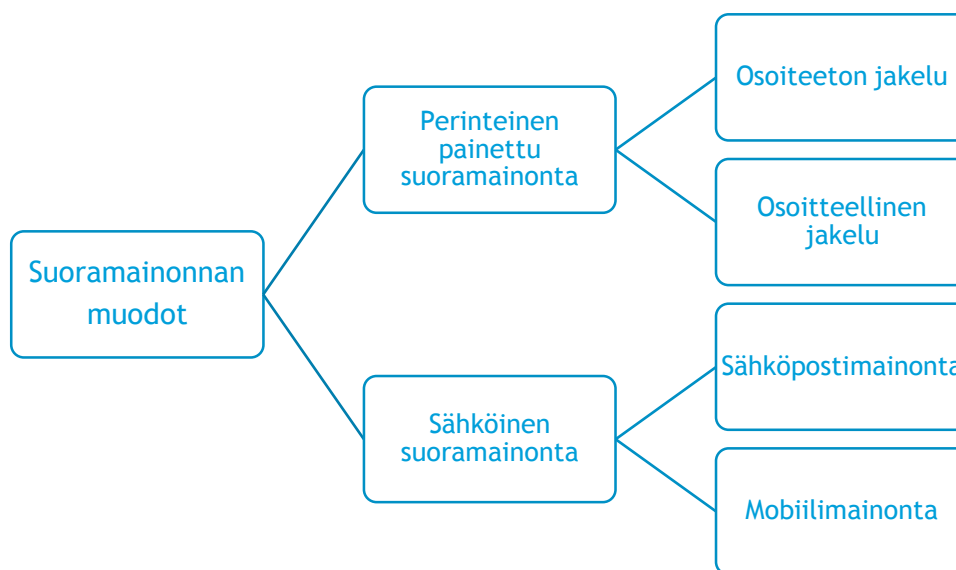 Osoiteeton jakelu
Perinteinen
painettu
suoramainonta
Osoitteellinen
jakelu
Suoramainonnan
muodot
Sähköinen
suoramainonta
Sähköpostimainonta
Mobiilimainonta